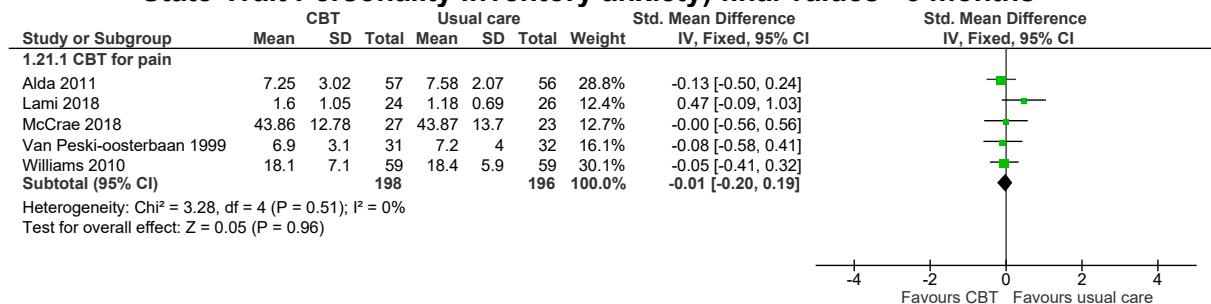 CBT Usual care Std. Mean Difference Std. Mean Difference
Study or Subgroup Mean SD Total Mean SD Total Weight IV, Fixed, 95% CI IV, Fixed, 95% CI
1.21.1 CBT for pain
Alda 2011 7.25 3.02 57 7.58 2.07 56 28.8% -0.13 [-0.50, 0.24]
Lami 2018 1.6 1.05 24 1.18 0.69 26 12.4% 0.47 [-0.09, 1.03]
McCrae 2018 43.86 12.78 27 43.87 13.7 23 12.7% -0.00 [-0.56, 0.56]
Van Peski-oosterbaan 1999 6.9 3.1 31 7.2 4 32 16.1% -0.08 [-0.58, 0.41]
Williams 2010 18.1 7.1 59 18.4 5.9 59 30.1% -0.05 [-0.41, 0.32]
Subtotal (95% CI) 198 196 100.0% -0.01 [-0.20, 0.19]
Heterogeneity: Chi² = 3.28, df = 4 (P = 0.51); I² = 0%
Test for overall effect: Z = 0.05 (P = 0.96)
-4 -2 0 2 4
Favours CBT Favours usual care